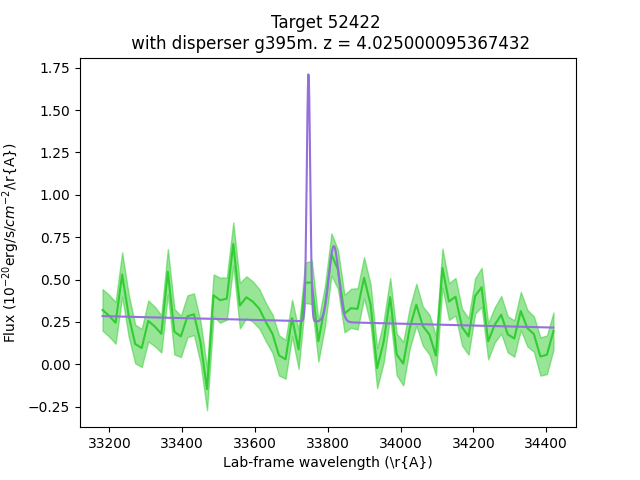 Target 52422
with disperser g395m. z = 4.025000095367432
Flux (10^{-20}erg/s/cm^{-2}/\r{A})
1.75
1.50
1.25
1.00
0.75
0.50
0.25
0.00
−0.25
33200 33400 33600 33800 34000 34200 34400
Lab-frame wavelength (\r{A})